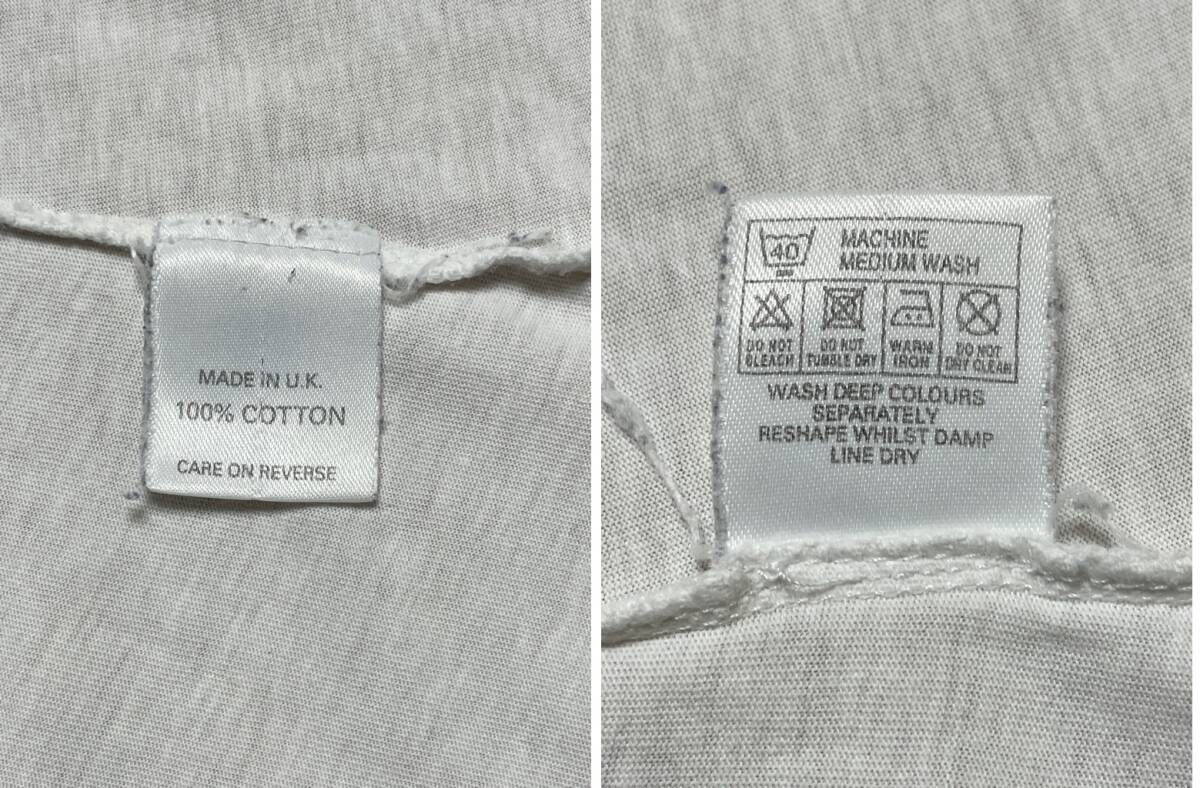 MADE IN U.K.
100% COTTON
CARE ON REVERSE
40
MACHINE
MEDIUM WASH
DO NOT BLEACH
DO NOT TUMBLE DRY
WARM IRON
DO NOT DRY CLEAN
WASH DEEP COLOURS
SEPARATELY
RESHAPE WHILST DAMP
LINE DRY